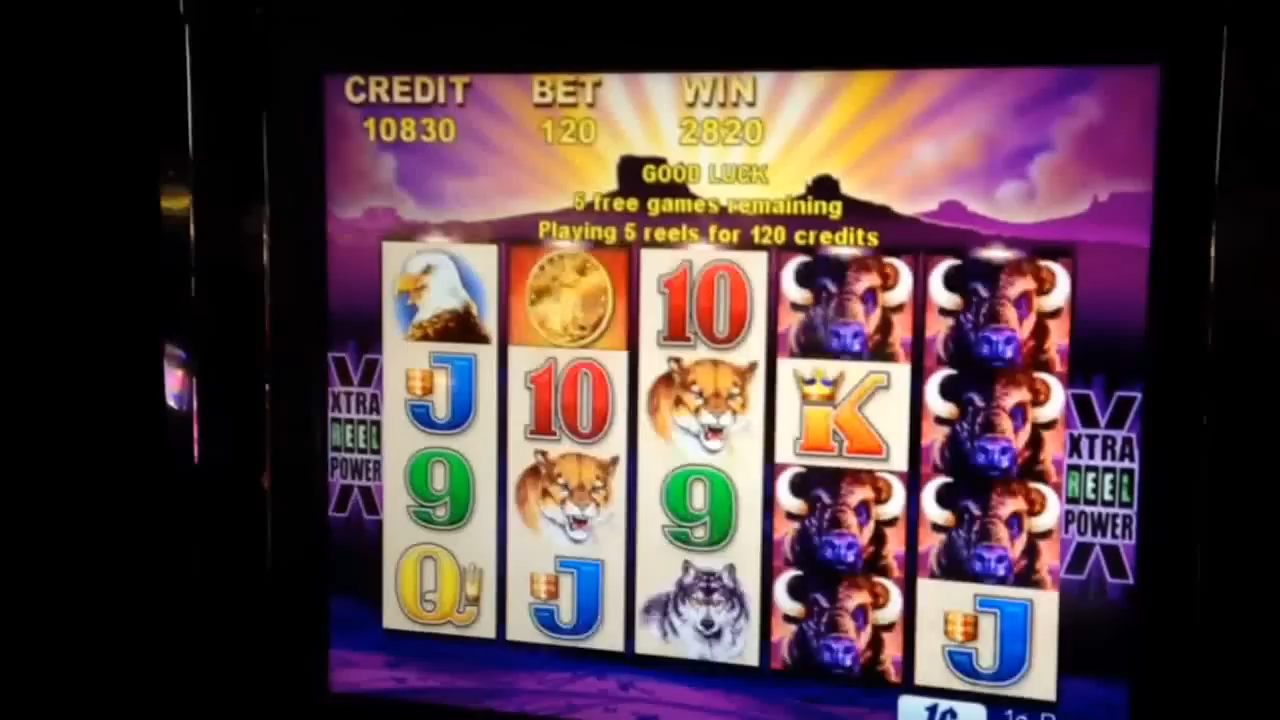 CREDIT BET WIN
10830 120 2820
GOOD LUCK
5 free games remaining
Playing 5 reels for 120 credits
10
J 10 K
9 9
Q J J
XTRA
REEL
POWER
X
XTRA
REEL
POWER
X
1¢